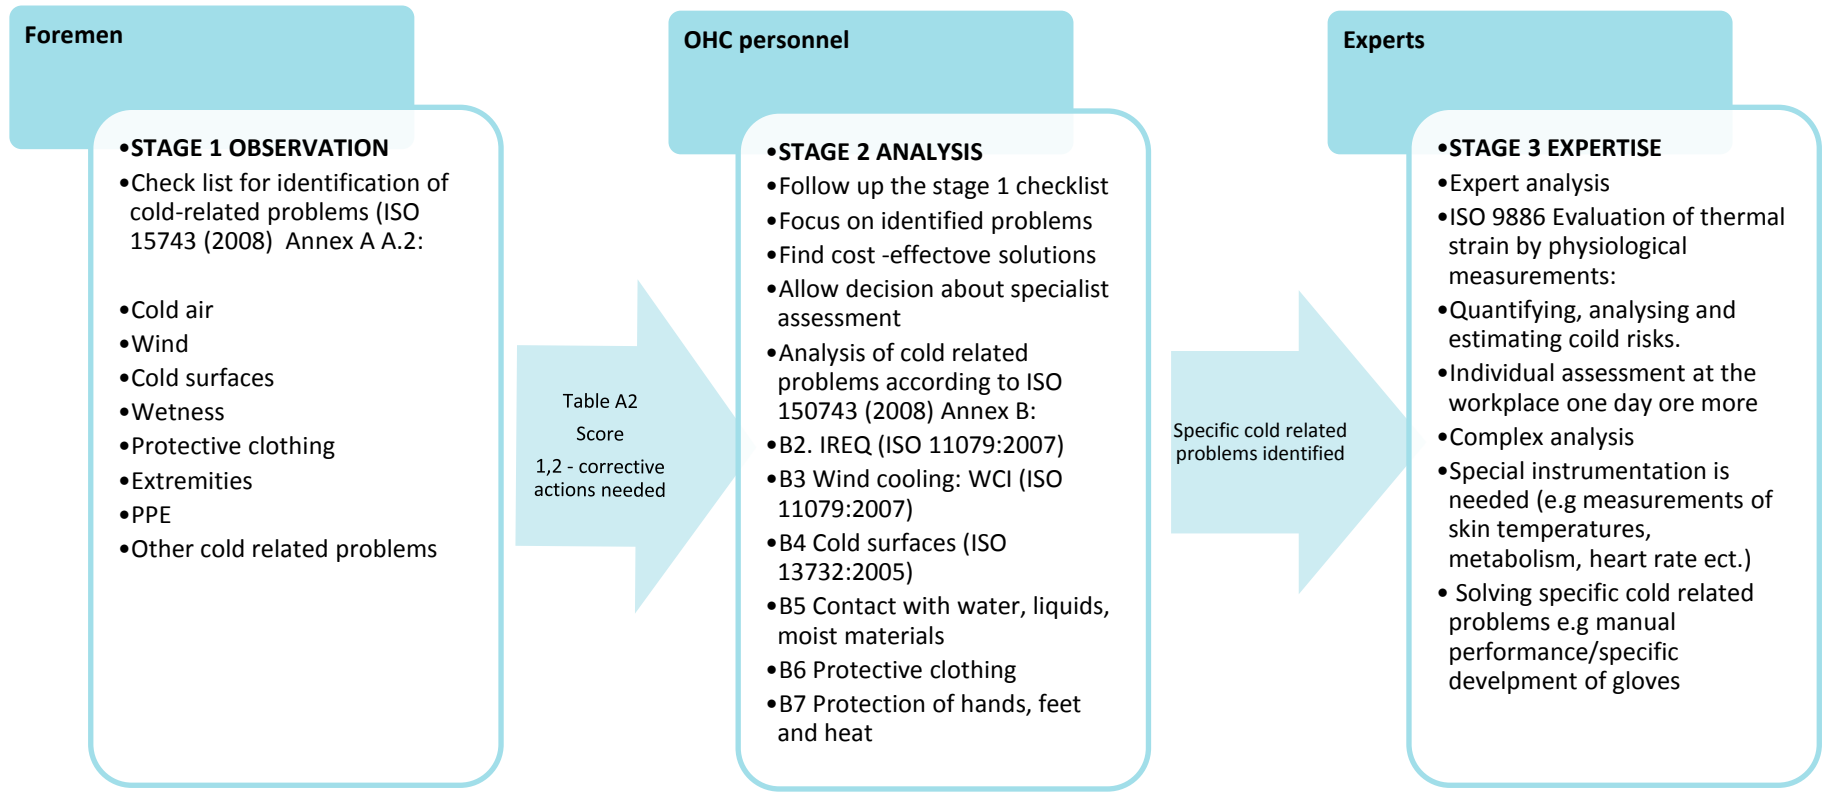 Foremen
•STAGE 1 OBSERVATION
•Check list for identification of
cold-related problems (ISO
15743 (2008)  Annex A A.2:
•Cold air
•Wind
•Cold surfaces
•Wetness
•Protective clothing
•Extremities
•PPE
•Other cold related problems
Table A2
Score
1,2 - corrective
actions needed
OHC personnel
•STAGE 2 ANALYSIS
•Follow up the stage 1 checklist
•Focus on identified problems
•Find cost -effectove solutions
•Allow decision about specialist
assessment
•Analysis of cold related
problems according to ISO
150743 (2008) Annex B:
•B2. IREQ (ISO 11079:2007)
•B3 Wind cooling: WCI (ISO
11079:2007)
•B4 Cold surfaces (ISO
13732:2005)
•B5 Contact with water, liquids,
moist materials
•B6 Protective clothing
•B7 Protection of hands, feet
and heat
Specific cold related
problems identified
Experts
•STAGE 3 EXPERTISE
•Expert analysis
•ISO 9886 Evaluation of thermal
strain by physiological
measurements:
•Quantifying, analysing and
estimating coild risks.
•Individual assessment at the
workplace one day ore more
•Complex analysis
•Special instrumentation is
needed (e.g measurements of
skin temperatures,
metabolism, heart rate ect.)
• Solving specific cold related
problems e.g manual
performance/specific
develpment of gloves